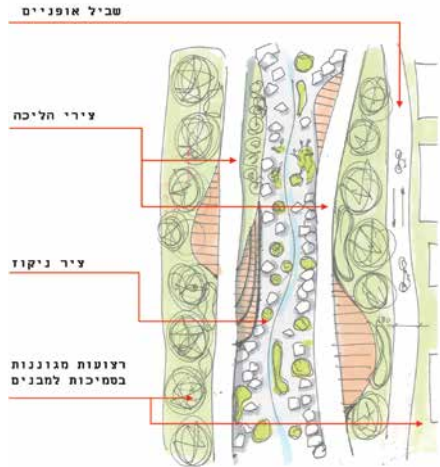 שביל אופניים
צירי הליכה
ציר ניקוז
רצועות מגוננות
בסמיכות למבנים